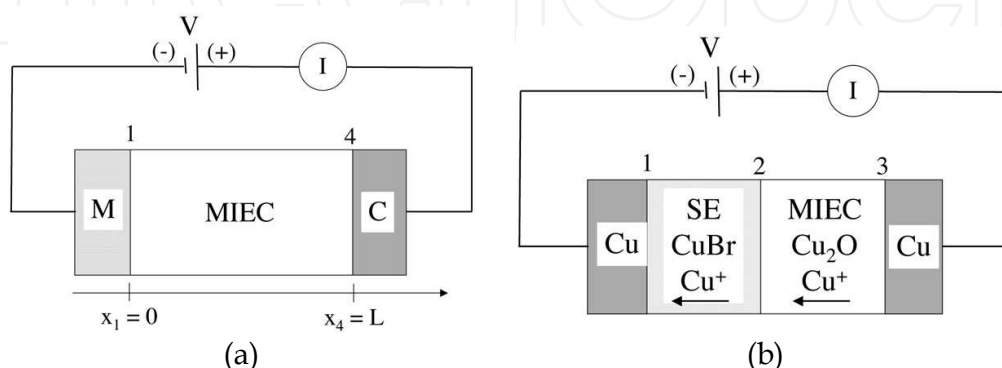 V
(-) (+)
I
1 4
M MIEC C
x₁ = 0 x₄ = L
(a)
V
(-) (+)
I
1 2 3
Cu SE MIEC Cu
CuBr Cu₂O
Cu⁺ Cu⁺
(b)